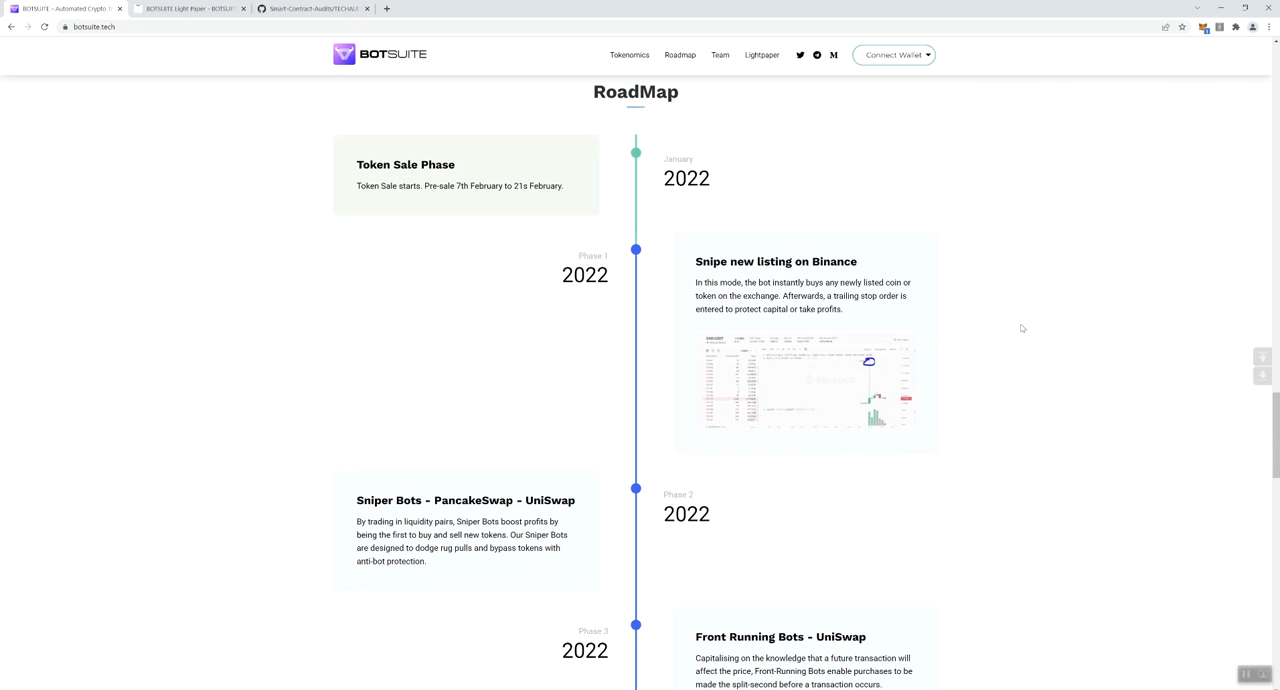 BOTSUITE - Automated Crypto T
BOTSUITE Light Paper - BOTSUIT
Smart-Contract-Audits/TECHAUD
botsuite.tech
BOTSUITE
Tokenomics
Roadmap
Team
Lightpaper
Connect Wallet
RoadMap
Token Sale Phase
Token Sale starts. Pre-sale 7th February to 21s February.
January
2022
Phase 1
2022
Snipe new listing on Binance
In this mode, the bot instantly buys any newly listed coin or
token on the exchange. Afterwards, a trailing stop order is
entered to protect capital or take profits.
Sniper Bots - PancakeSwap - UniSwap
By trading in liquidity pairs, Sniper Bots boost profits by
being the first to buy and sell new tokens. Our Sniper Bots
are designed to dodge rug pulls and bypass tokens with
anti-bot protection.
Phase 2
2022
Phase 3
2022
Front Running Bots - UniSwap
Capitalising on the knowledge that a future transaction will
affect the price, Front-Running Bots enable purchases to be
made the split-second before a transaction occurs.